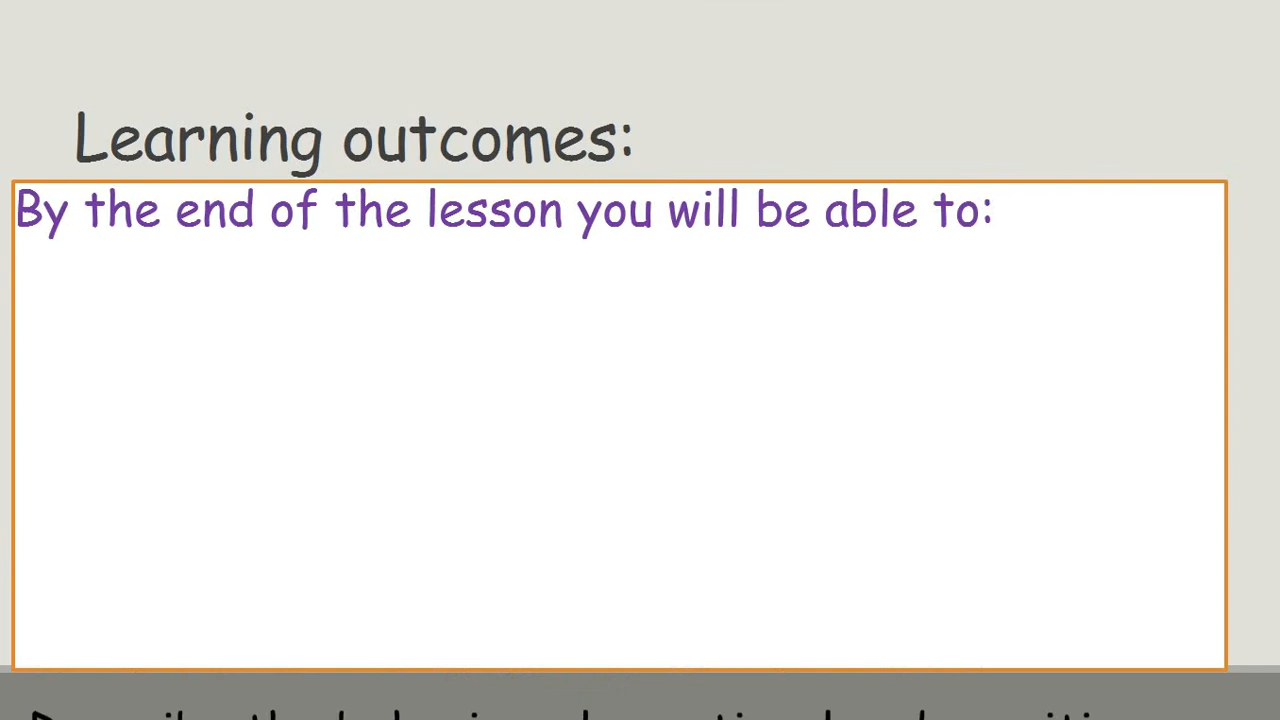 Learning outcomes:
By the end of the lesson you will be able to: